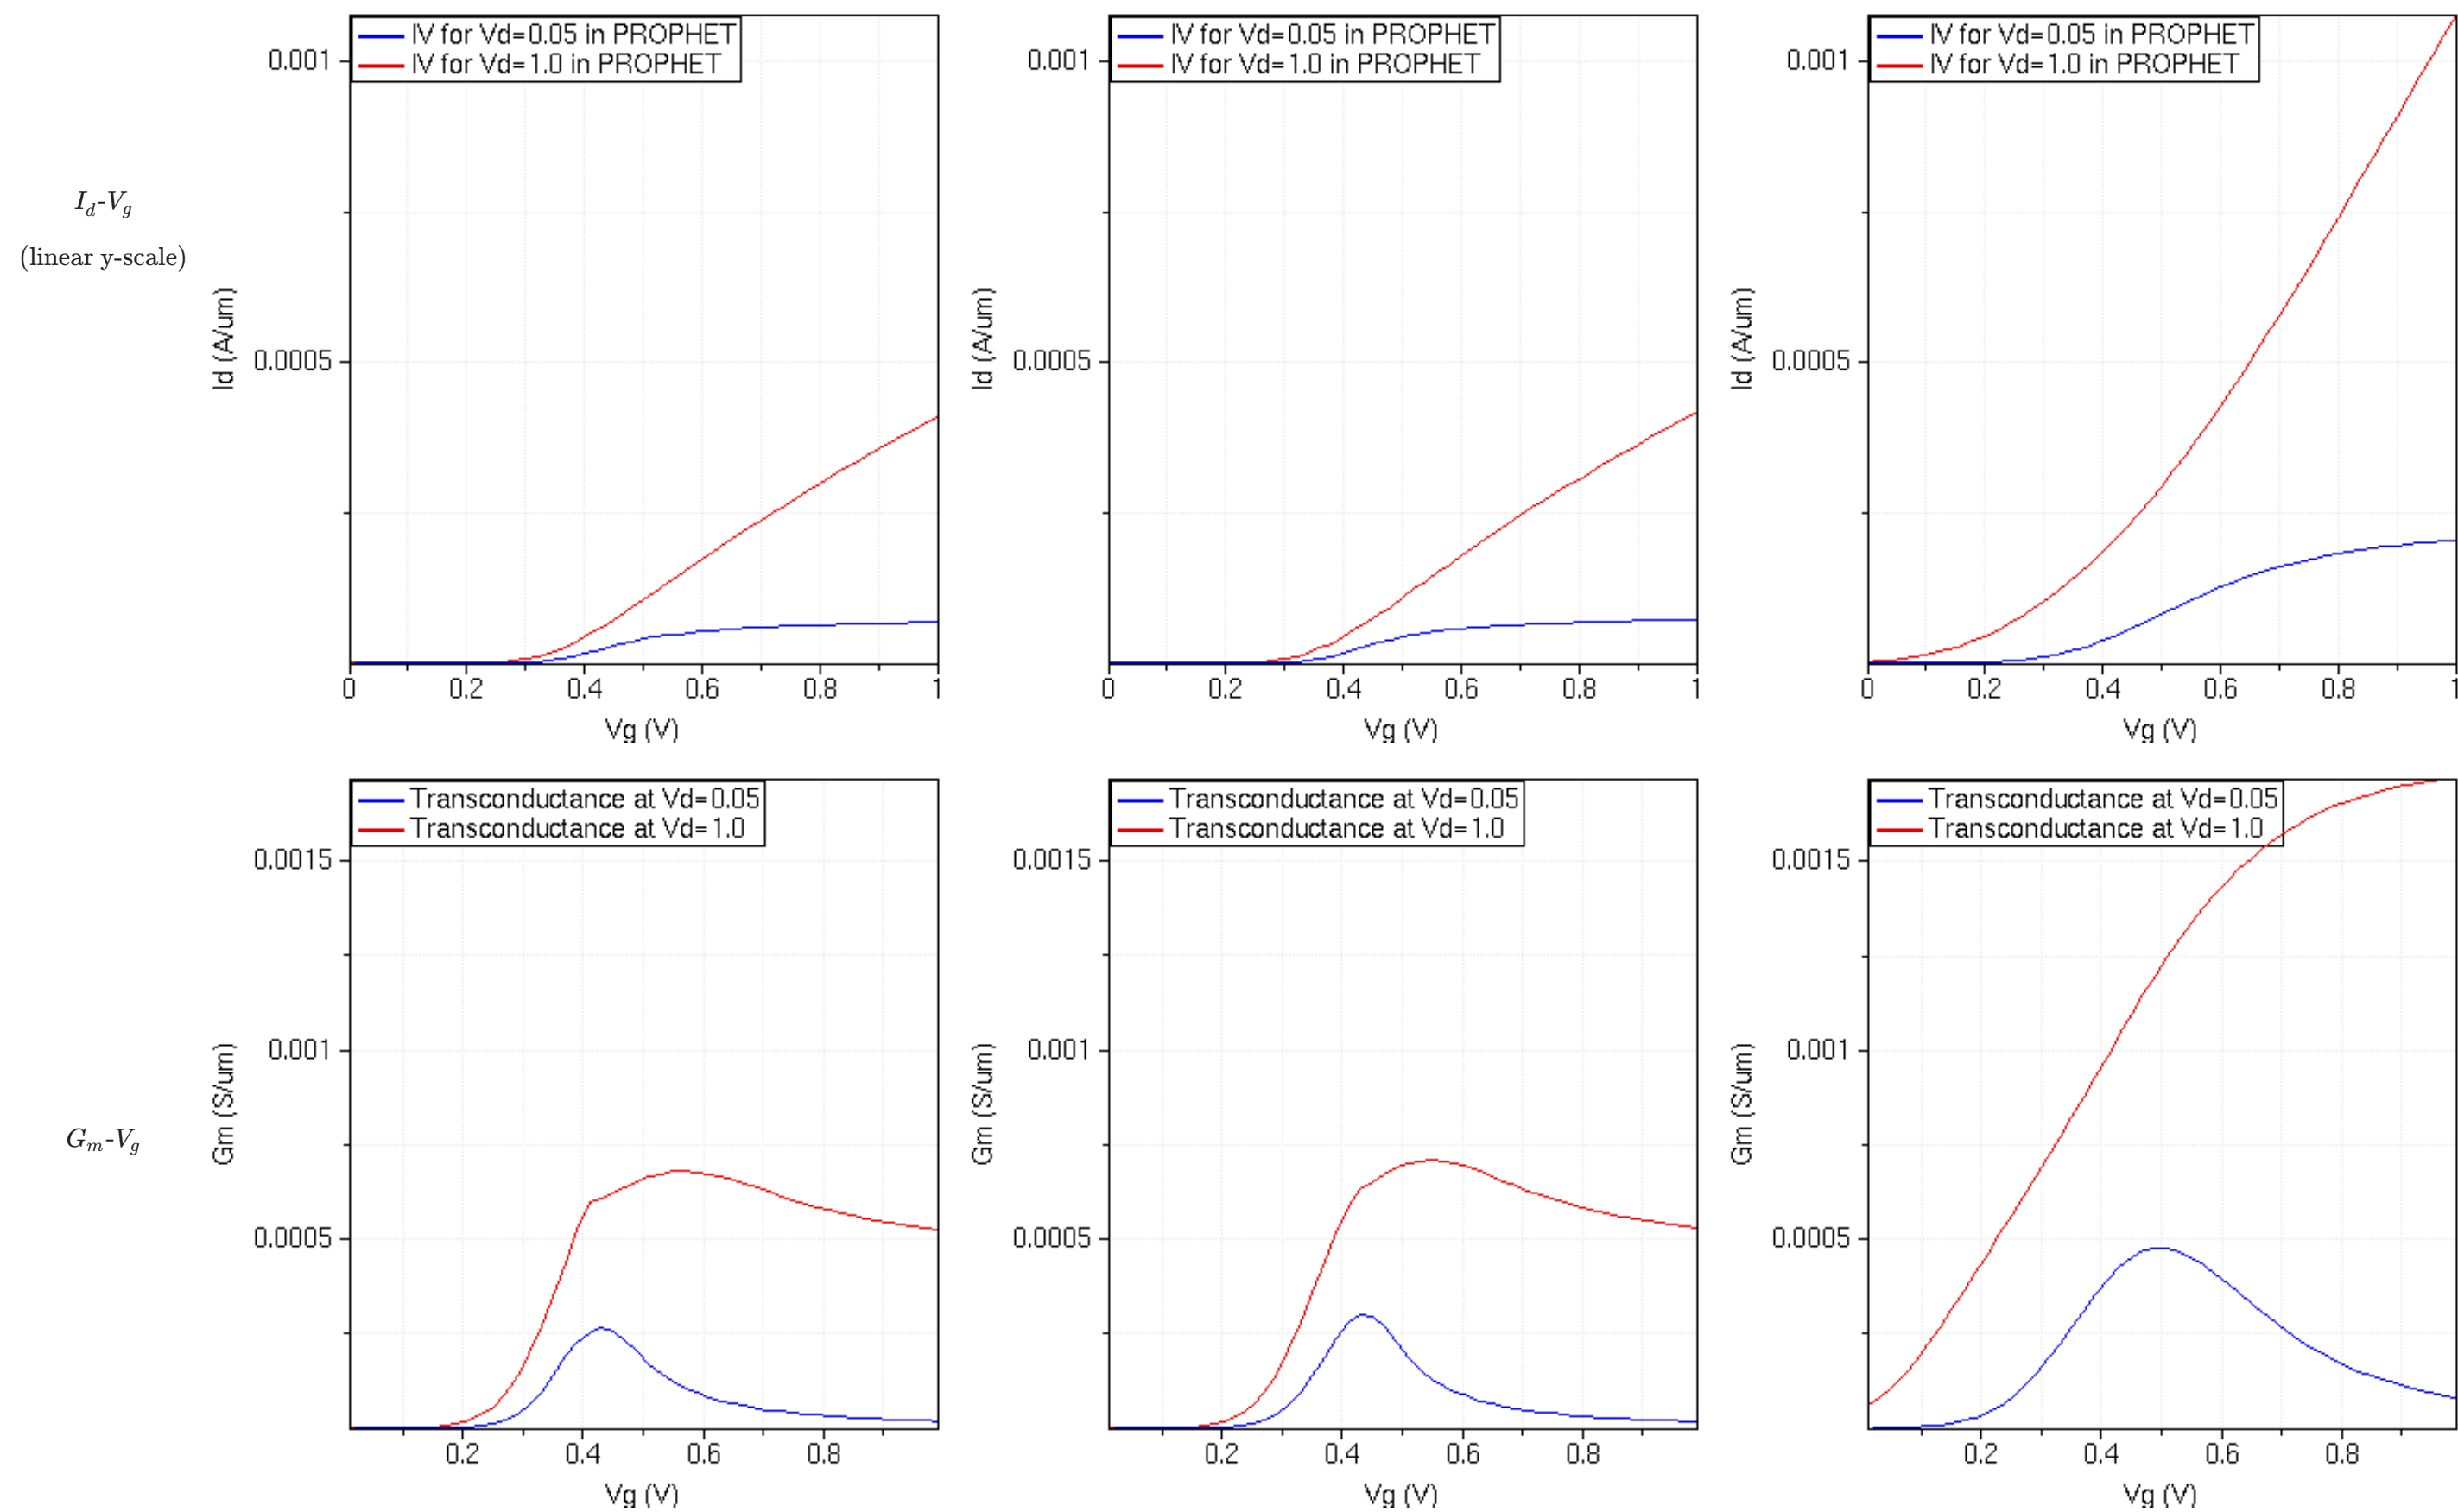 IV for Vd=0.05 in PROPHET
IV for Vd=1.0 in PROPHET
0.001
0.0005
Id (A/um)
0 0.2 0.4 0.6 0.8 1
Vg (V)
IV for Vd=0.05 in PROPHET
IV for Vd=1.0 in PROPHET
0.001
0.0005
Id (A/um)
0 0.2 0.4 0.6 0.8 1
Vg (V)
IV for Vd=0.05 in PROPHET
IV for Vd=1.0 in PROPHET
0.001
0.0005
Id (A/um)
0 0.2 0.4 0.6 0.8 1
Vg (V)
I_d-V_g
(linear y-scale)
Transconductance at Vd=0.05
Transconductance at Vd=1.0
0.0015
0.001
0.0005
Gm (S/um)
0.2 0.4 0.6 0.8
Vg (V)
Transconductance at Vd=0.05
Transconductance at Vd=1.0
0.0015
0.001
0.0005
Gm (S/um)
0.2 0.4 0.6 0.8
Vg (V)
Transconductance at Vd=0.05
Transconductance at Vd=1.0
0.0015
0.001
0.0005
Gm (S/um)
0.2 0.4 0.6 0.8
Vg (V)
G_m-V_g